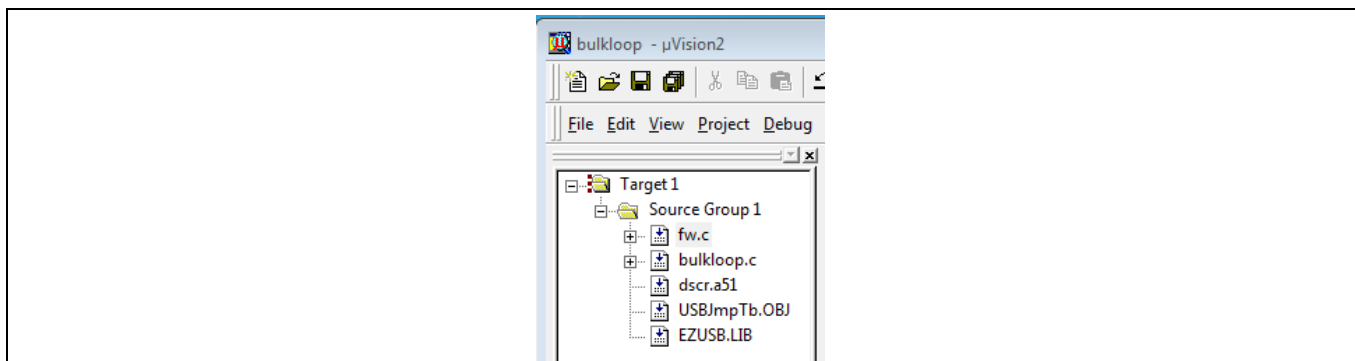 bulkloop - µVision2
File Edit View Project Debug
Target 1
Source Group 1
fw.c
bulkloop.c
dscr.a51
USBJmpTb.OBJ
EZUSB.LIB